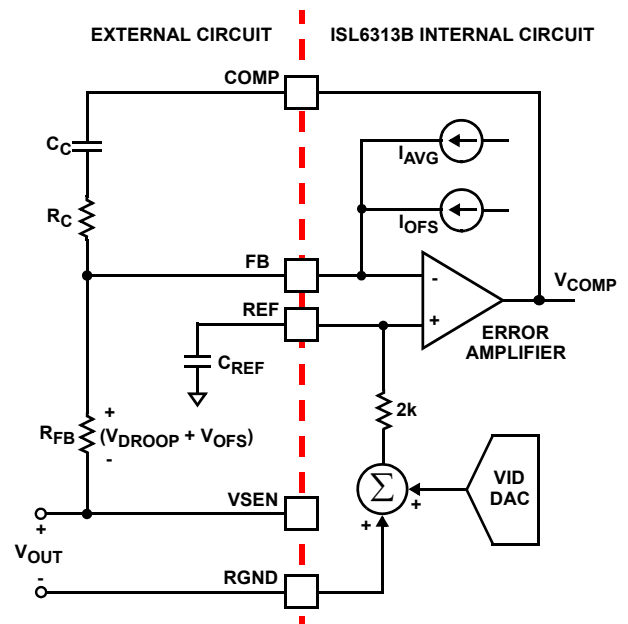 EXTERNAL CIRCUIT
ISL6313B INTERNAL CIRCUIT
COMP
CC
IAVG
RC
IOFS
FB
VCOMP
-
+
REF
ERROR
AMPLIFIER
CREF
2k
+
RFB
(VDROOP + VOFS)
-
Σ
VID
DAC
VSEN
+
+
+
VOUT
-
RGND